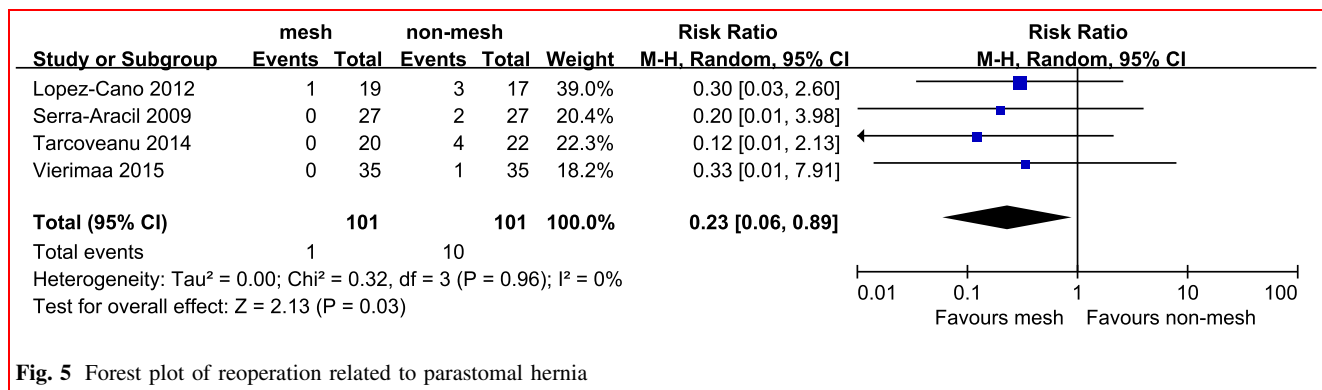 mesh non-mesh Risk Ratio Risk Ratio
Study or Subgroup Events Total Events Total Weight M-H, Random, 95% CI M-H, Random, 95% CI
Lopez-Cano 2012 1 19 3 17 39.0% 0.30 [0.03, 2.60]
Serra-Aracil 2009 0 27 2 27 20.4% 0.20 [0.01, 3.98]
Tarcoveanu 2014 0 20 4 22 22.3% 0.12 [0.01, 2.13]
Vierimaa 2015 0 35 1 35 18.2% 0.33 [0.01, 7.91]
Total (95% CI) 101 101 100.0% 0.23 [0.06, 0.89]
Total events 1 10
Heterogeneity: Tau² = 0.00; Chi² = 0.32, df = 3 (P = 0.96); I² = 0%
Test for overall effect: Z = 2.13 (P = 0.03)
0.01 0.1 1 10 100
Favours mesh Favours non-mesh
Fig. 5 Forest plot of reoperation related to parastomal hernia